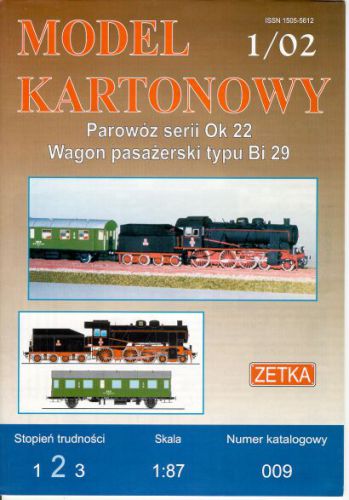 ISSN 1505-5612
MODEL 1/02
KARTONOWY
Parowóz serii Ok 22
Wagon pasażerski typu Bi 29
ZETKA
Stopień trudności
1 2 3
Skala
1:87
Numer katalogowy
009